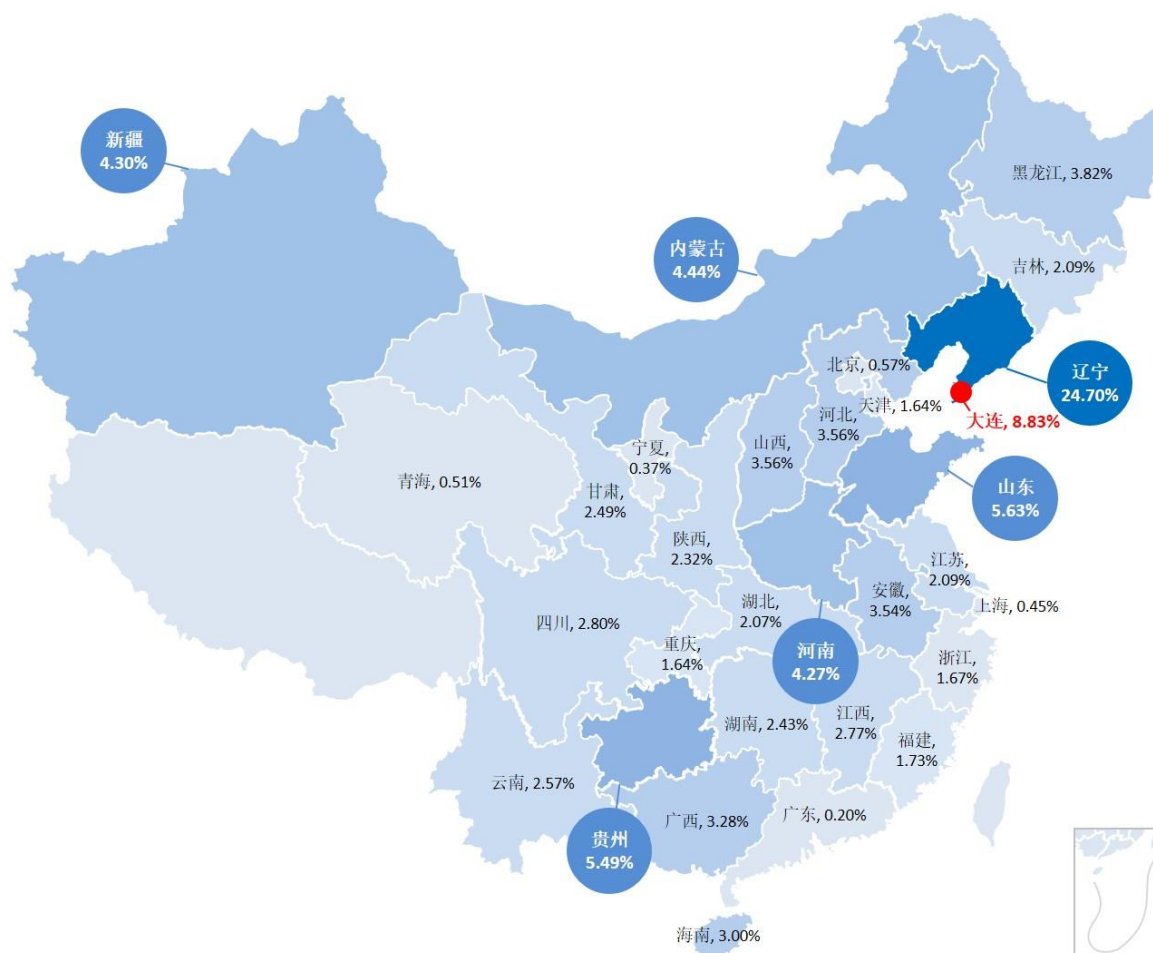 新疆
4.30%
黑龙江, 3.82%
内蒙古
4.44%
吉林, 2.09%
北京, 0.57%
辽宁
24.70%
天津, 1.64%
大连, 8.83%
河北,
3.56%
山西,
3.56%
宁夏,
0.37%
青海, 0.51%
甘肃,
2.49%
山东
5.63%
陕西,
2.32%
江苏,
2.09%
安徽,
3.54%
上海, 0.45%
湖北,
2.07%
四川, 2.80%
重庆,
1.64%
河南
4.27%
浙江,
1.67%
湖南, 2.43%
江西,
2.77%
福建,
1.73%
云南, 2.57%
贵州
5.49%
广西, 3.28%
广东, 0.20%
海南, 3.00%